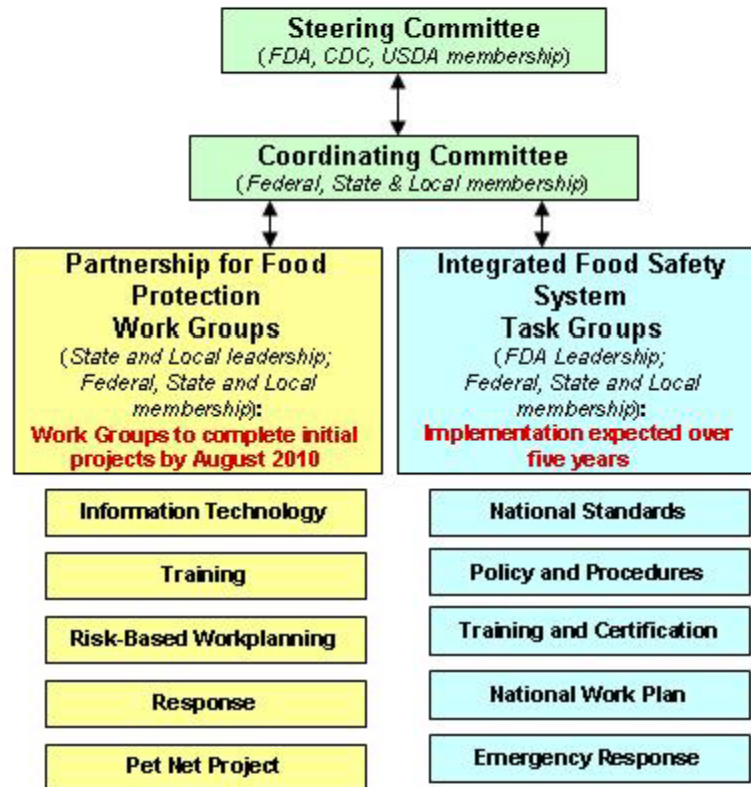 Steering Committee
(FDA, CDC, USDA membership)
Coordinating Committee
(Federal, State & Local membership)
Partnership for Food
Protection
Work Groups
(State and Local leadership;
Federal, State and Local
membership):
Work Groups to complete initial
projects by August 2010
Integrated Food Safety
System
Task Groups
(FDA Leadership;
Federal, State and Local
membership):
Implementation expected over
five years
Information Technology
Training
Risk-Based Workplanning
Response
Pet Net Project
National Standards
Policy and Procedures
Training and Certification
National Work Plan
Emergency Response